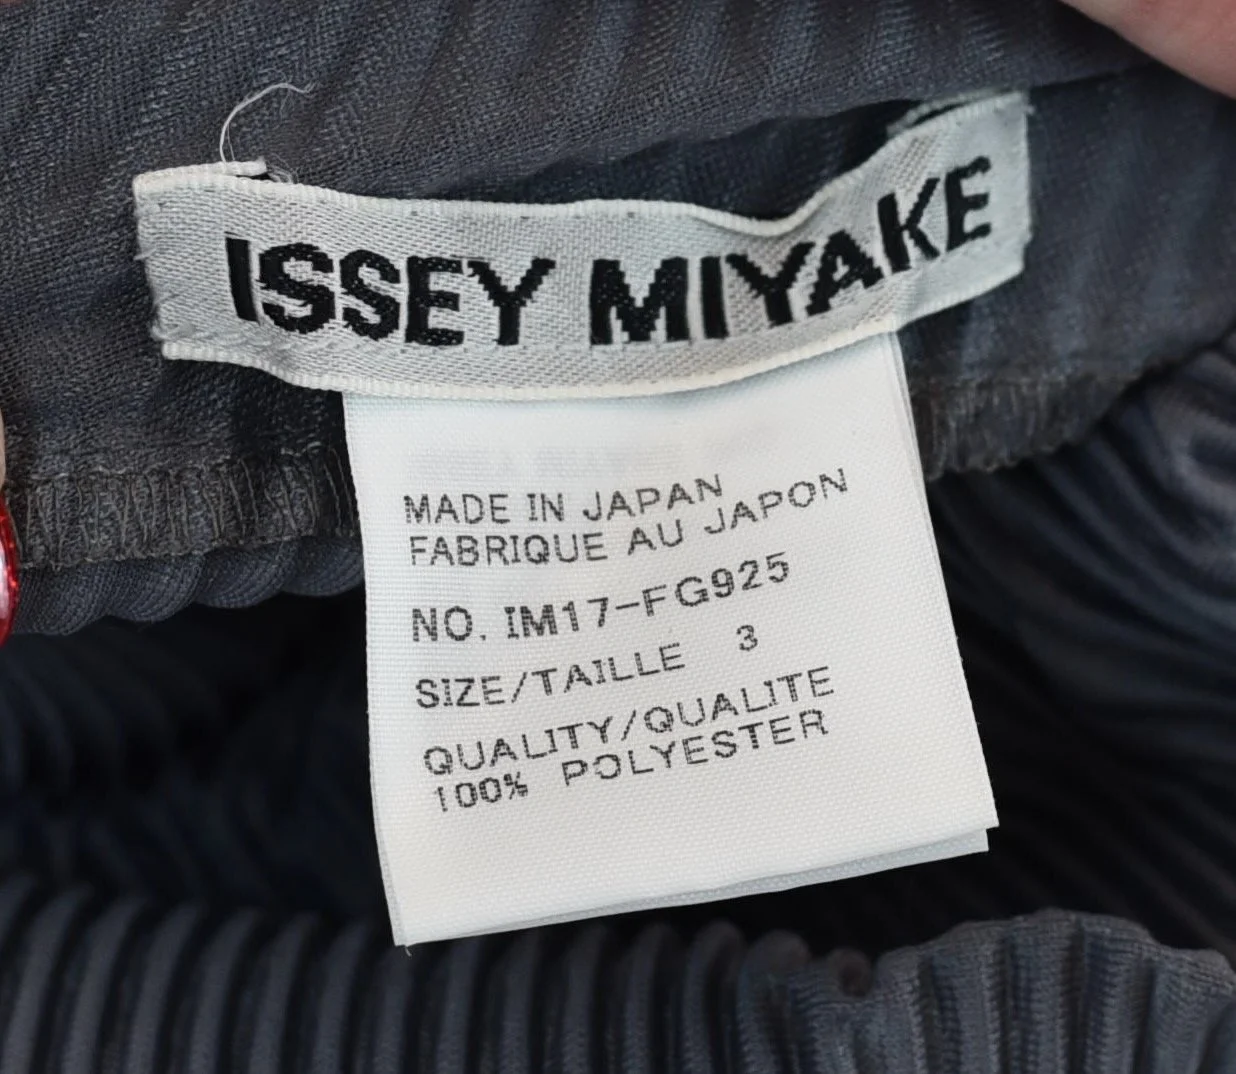 ISSEY MIYAKE
MADE IN JAPAN
FABRIQUE AU JAPON
NO. IM17-FG925
SIZE/TAILLE 3
QUALITY/QUALITE
100% POLYESTER